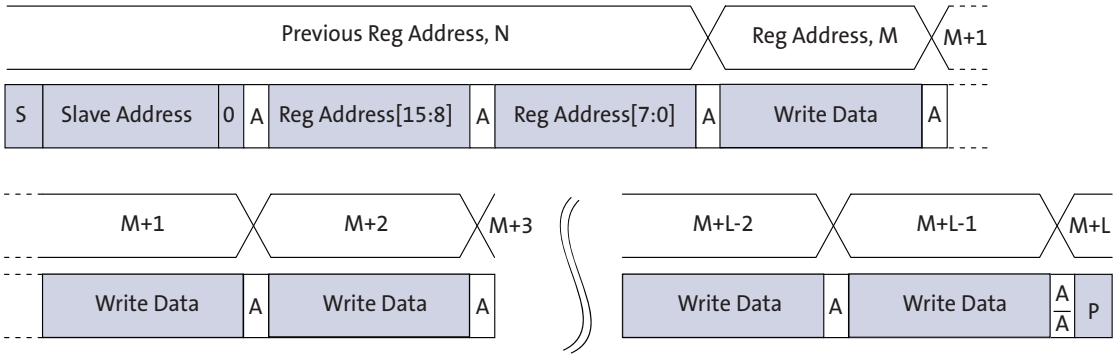 Previous Reg Address, N Reg Address, M M+1
S Slave Address 0 A Reg Address[15:8] A Reg Address[7:0] A Write Data A
M+1 M+2 M+3 M+L-2 M+L-1 M+L
Write Data A Write Data A Write Data A Write Data A P
A